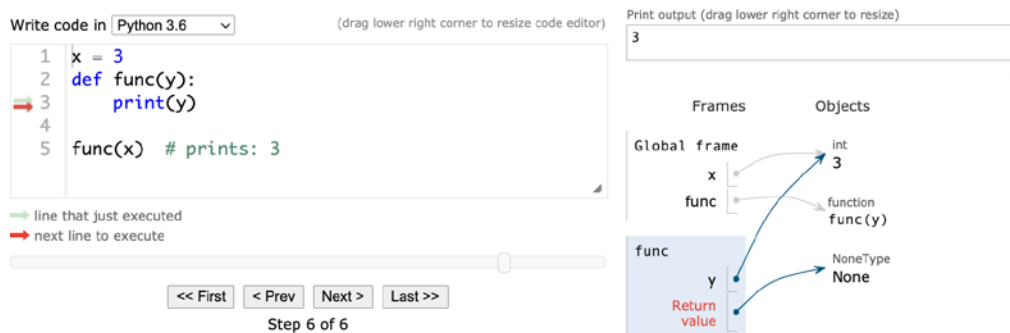 Write code in Python 3.6
(drag lower right corner to resize code editor)
1 x = 3
2 def func(y):
3     print(y)
4
5 func(x)  # prints: 3
line that just executed
next line to execute
<< First
< Prev
Next >
Last >>
Step 6 of 6
Print output (drag lower right corner to resize)
3
Frames
Objects
Global frame
x
func
int
3
function
func(y)
func
y
Return
value
NoneType
None